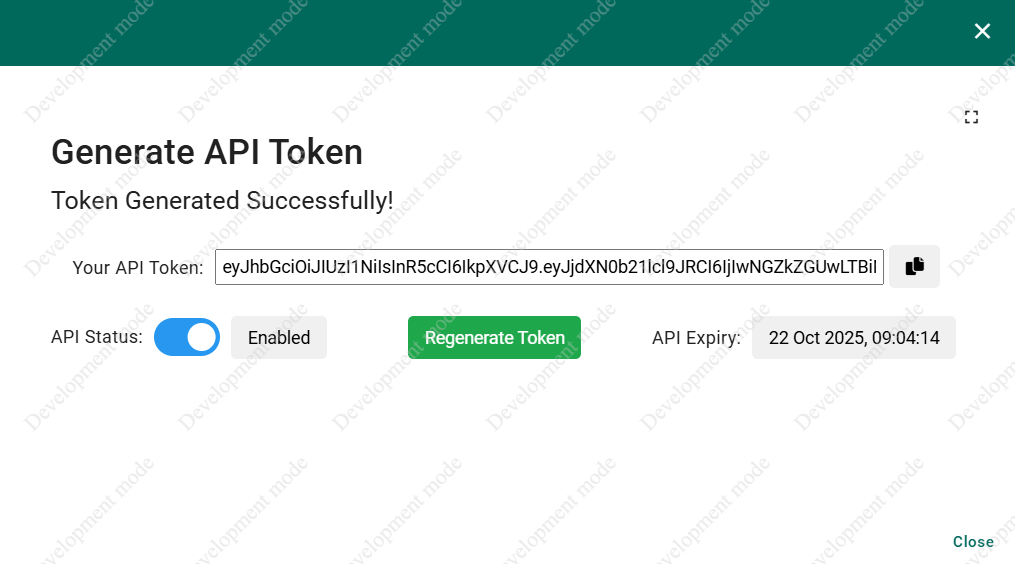 Generate API Token
Token Generated Successfully!
Your API Token: eyJhbGciOiJIUzI1NiIsInR5cCI6IkpXVCJ9.eyJjdXN0b21lcl9JRCI6IjIwNGZkZGUwLTBiI
API Status: Enabled Regenerate Token API Expiry: 22 Oct 2025, 09:04:14
Close
Development mode